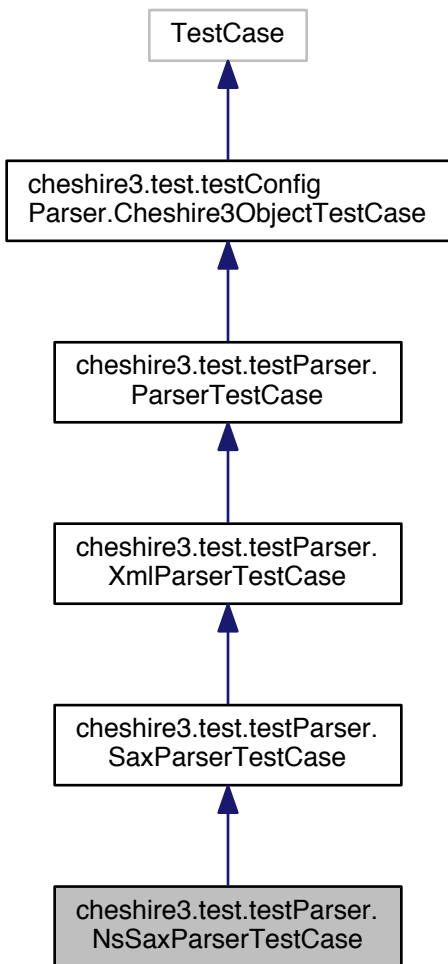 TestCase
cheshire3.test.testConfig
Parser.Cheshire3ObjectTestCase
cheshire3.test.testParser.
ParserTestCase
cheshire3.test.testParser.
XmlParserTestCase
cheshire3.test.testParser.
SaxParserTestCase
cheshire3.test.testParser.
NsSaxParserTestCase